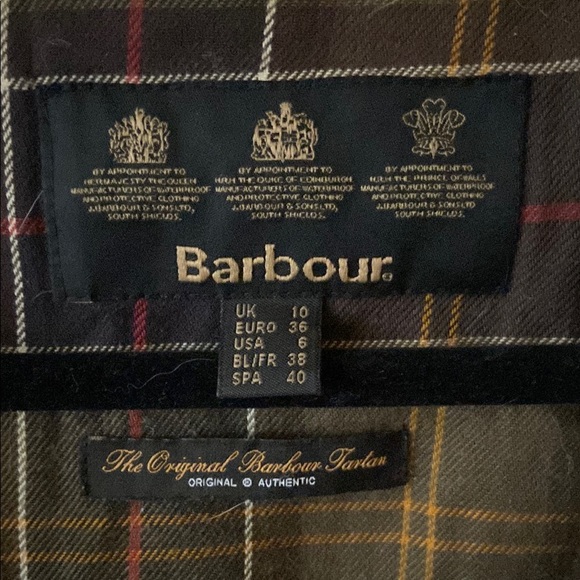 BY APPOINTMENT TO
HER MAJESTY THE QUEEN
MANUFACTURERS OF WATERPROOF
AND PROTECTIVE CLOTHING
J.BARBOUR & SONS LTD,
SOUTH SHIELDS.
BY APPOINTMENT TO
H.R.H. THE DUKE OF EDINBURGH
MANUFACTURERS OF WATERPROOF
AND PROTECTIVE CLOTHING
J.BARBOUR & SONS LTD,
SOUTH SHIELDS.
BY APPOINTMENT TO
H.R.H. THE PRINCE OF WALES
MANUFACTURERS OF WATERPROOF
AND PROTECTIVE CLOTHING
J.BARBOUR & SONS LTD,
SOUTH SHIELDS.
Barbour®
UK 10
EURO 36
USA 6
BL/FR 38
SPA 40
The Original Barbour Tartan
ORIGINAL & AUTHENTIC